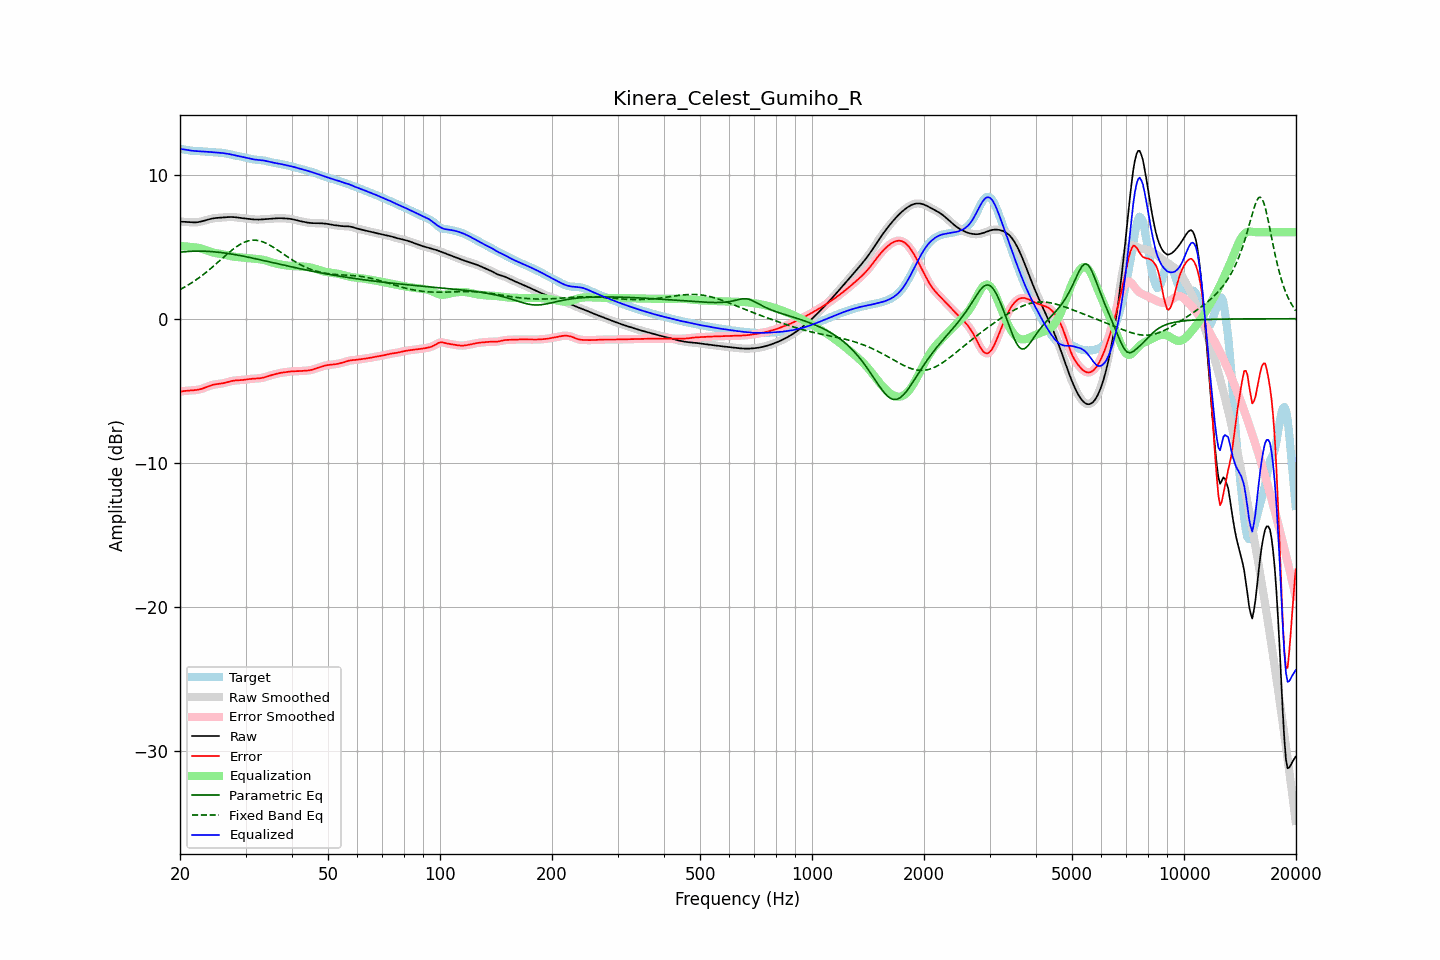 Kinera_Celest_Gumiho_R
10
0
−10
−20
−30
Amplitude (dBr)
Target
Raw Smoothed
Error Smoothed
Raw
Error
Equalization
Parametric Eq
Fixed Band Eq
Equalized
20 50 100 200 500 1000 2000 5000 10000 20000
Frequency (Hz)